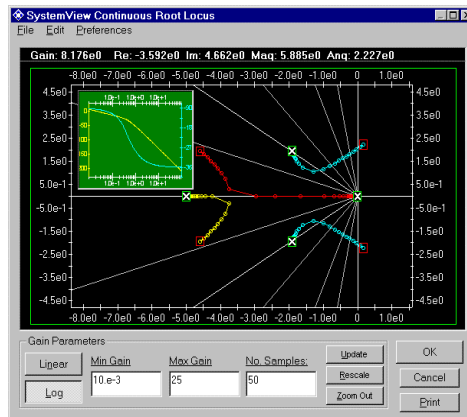 SystemView Continuous Root Locus
File Edit Preferences
Gain: 8.176e0 Re: -3.592e0 Im: 4.662e0 Mag: 5.885e0 Ang: 2.227e0
-8.0e0 -7.0e0 -6.0e0 -5.0e0 -4.0e0 -3.0e0 -2.0e0 -1.0e0 0 1.0e0
4.5e0 4.5e0
3.5e0 3.5e0
2.5e0 2.5e0
1.5e0 1.5e0
5.0e-1 5.0e-1
-5.0e-1 -5.0e-1
-1.5e0 -1.5e0
-2.5e0 -2.5e0
-3.5e0 -3.5e0
-4.5e0 -4.5e0
-8.0e0 -7.0e0 -6.0e0 -5.0e0 -4.0e0 -3.0e0 -2.0e0 -1.0e0 0 1.0e0
Gain Parameters
Linear Min Gain Max Gain No. Samples: Update OK
Log 10.e-3 25 50 Rescale Cancel
Zoom Out Print